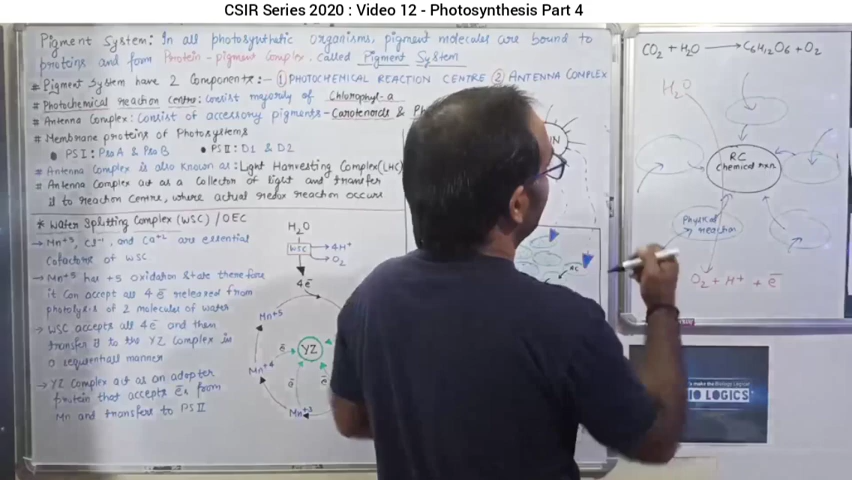 CSIR Series 2020 : Video 12 - Photosynthesis Part 4
Pigment System: In all photosynthetic organisms, pigment molecules are bound to
proteins and form Protein-pigment complex. called Pigment System
# Pigment System have 2 Components:- ① PHOTOCHEMICAL REACTION CENTRE ② ANTENNA COMPLEX
# Photochemical reaction centre: consist majorly of Chlorophyl-a
# Antenna Complex: Consist of accessory pigments- Carotenoids &
# Membrane proteins of Photosystems
• PSI: PsaA & PsaB • PSII: D1 & D2
# Antenna Complex is also known as: Light Harvesting Complex(LHC)
# Antenna Complex act as a collector of light and transfer
it to reaction centre, where actual redox reaction occurs
* Water Splitting Complex (WSC) / OEC
→ Mn+3, Cl-, and Ca+2 are essential
cofactors of WSC.
→ Mn+5 has +5 oxidation state therefore
it can accept all 4e- released from
photolysis of 2 molecules of water
→ WSC accepts all 4e- and then
transfer it to the YZ Complex in
a sequential manner
→ YZ Complex act as an adopter
protein that accepts e-s from
Mn and transfers to PSII
H2O
WSC
4H+
O2
4e-
Mn+5
YZ
e-
Mn+4
e-
e-
Mn+3
RC
CO2 + H2O → C6H12O6 + O2
H2O
RC
Chemical rxn
Physical
reaction
O2 + H+ + e-
IO LOGICS